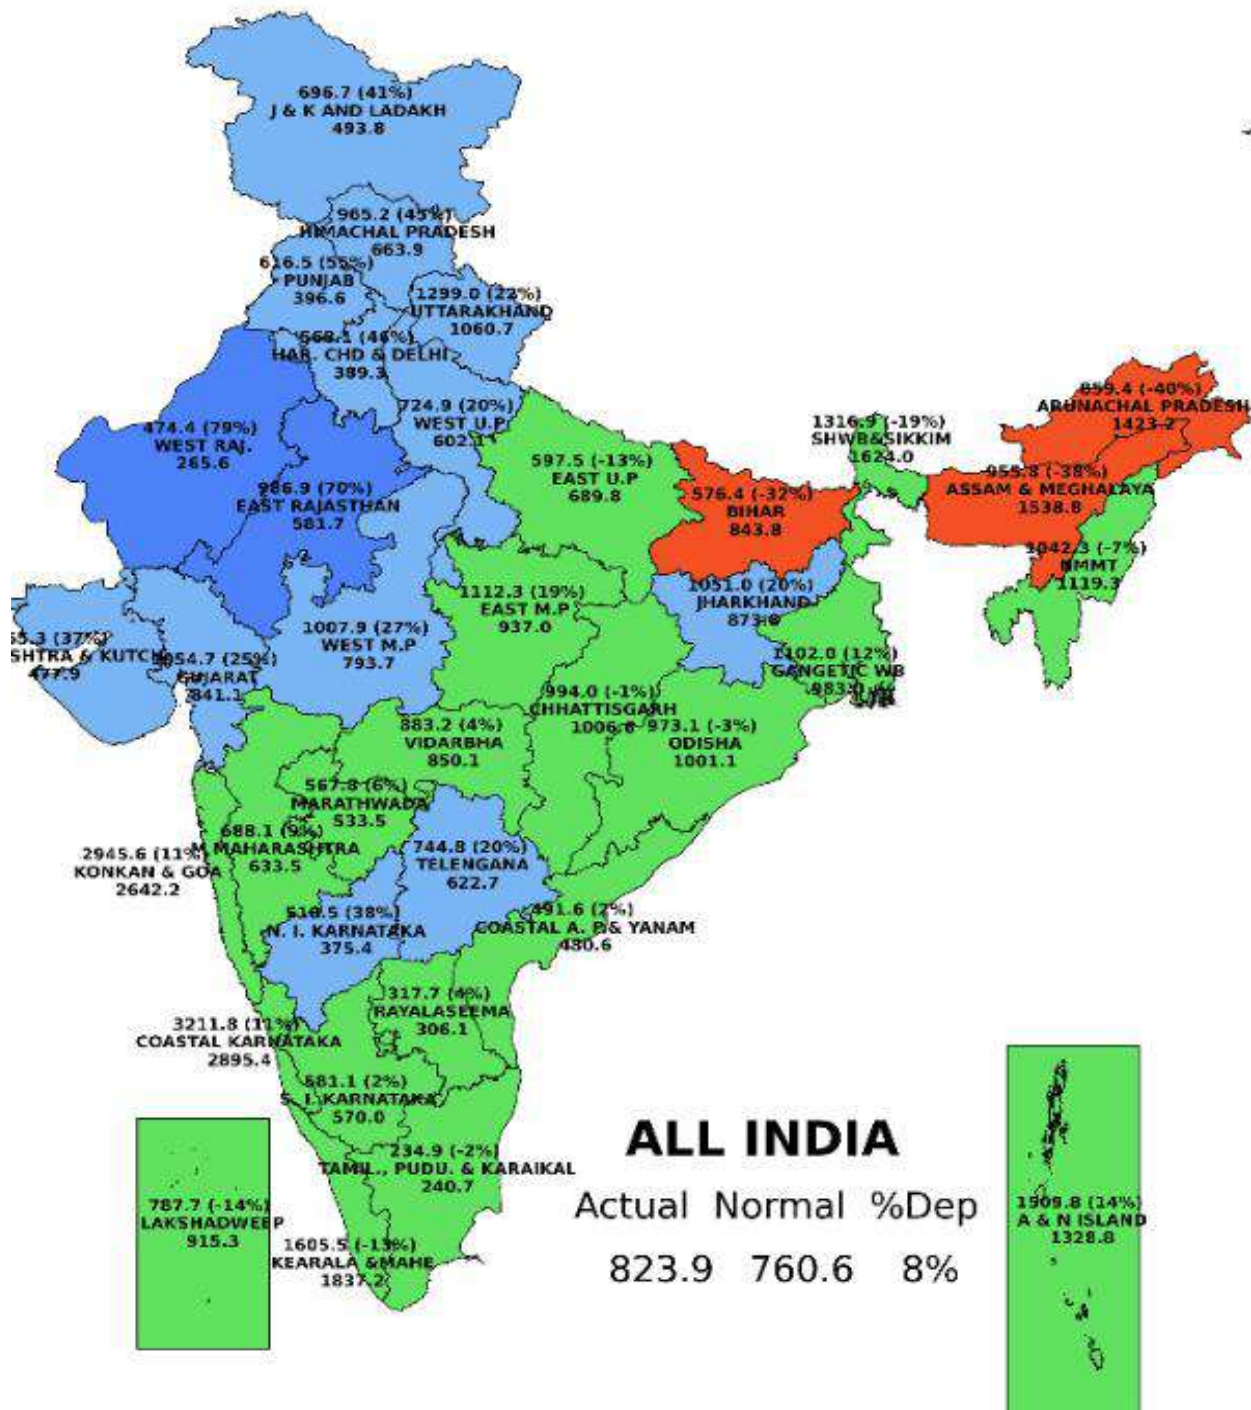 696.7 (41%)
J & K AND LADAKH
493.8
965.2 (45%)
HIMACHAL PRADESH
663.9
616.5 (55%)
PUNJAB
396.6
1299.0 (22%)
UTTARAKHAND
1060.7
568.1 (46%)
HAR. CHD & DELHI
389.3
724.9 (20%)
WEST U.P
602.1
474.4 (79%)
WEST RAJ.
265.6
986.9 (70%)
EAST RAJASTHAN
581.7
597.5 (-13%)
EAST U.P
689.8
576.4 (-32%)
BIHAR
843.8
1316.9 (-19%)
SHWB&SIKKIM
1624.0
859.4 (-40%)
ARUNACHAL PRADESH
1423.2
955.8 (-38%)
ASSAM & MEGHALAYA
1538.8
1042.3 (-7%)
NMMT
1119.3
1051.0 (20%)
JHARKHAND
1112.3 (19%)
EAST M.P
937.0
1007.9 (27%)
WEST M.P
793.7
55.3 (37%)
SHTRA & KUTCH
477.9
1054.7 (25%)
GUJARAT
841.1
1102.0 (12%)
GANGETIC WB
983.0
994.0 (-1%)
CHHATTISGARH
1006.6
973.1 (-3%)
ODISHA
1001.1
883.2 (4%)
VIDARBHA
850.1
567.8 (6%)
MARATHWADA
533.5
688.1 (9%)
M MAHARASHTRA
633.5
2945.6 (11%)
KONKAN & GOA
2642.2
744.8 (20%)
TELENGANA
622.7
(38%)
N. I. KARNATAKA
375.4
491.6 (2%)
COASTAL A. P.& YANAM
480.6
317.7 (4%)
RAYALASEEMA
306.1
3211.8 (11%)
COASTAL KARNATAKA
2895.4
581.1 (2%)
S. I. KARNATAKA
570.0
234.9 (-2%)
TAMIL., PUDU. & KARAIKAL
240.7
787.7 (-14%)
LAKSHADWEEP
915.3
1605.5 (-13%)
KEARALA &MAHE
1837.2
ALL INDIA
Actual Normal %Dep
823.9 760.6 8%
1509.8 (14%)
A & N ISLAND
1328.8